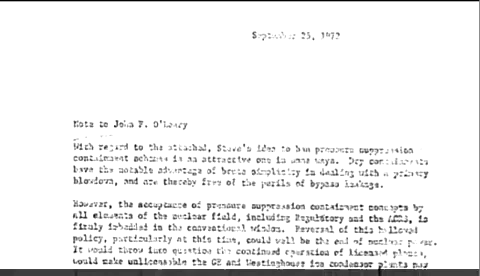 September 25, 1972
Note to John F. O'Leary
With regard to the attached, Steve's idea to ban pressure suppression
containment schemes is an attractive one in some ways. Dry containments
have the notable advantage of brute simplicity in dealing with a primary
blowdown, and are thereby free of the perils of bypass leakage.
However, the acceptance of pressure suppression containment concepts by
all elements of the nuclear field, including Regulatory and the ACRS, is
firmly imbedded in the conventional wisdom. Reversal of this hallowed
policy, particularly at this time, could well be the end of nuclear power.
It would throw into question the continued operation of licensed plants,
would make unlicensable the GE and Westinghouse ice condensor plants now